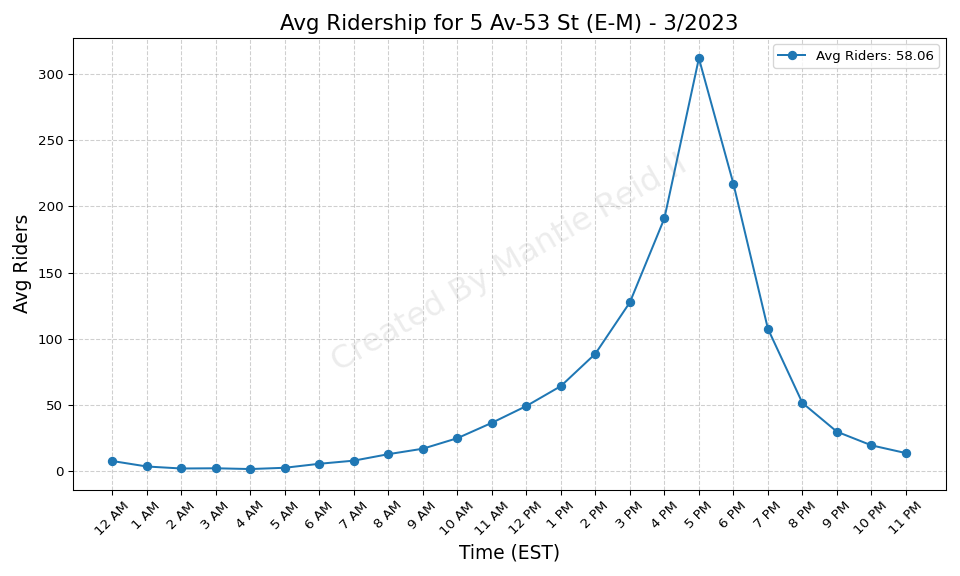 Avg Ridership for 5 Av-53 St (E-M) - 3/2023
Avg Riders: 58.06
Avg Riders
300
250
200
150
100
50
0
Created By Mantle Reid II
12 AM
1 AM
2 AM
3 AM
4 AM
5 AM
6 AM
7 AM
8 AM
9 AM
10 AM
11 AM
12 PM
1 PM
2 PM
3 PM
4 PM
5 PM
6 PM
7 PM
8 PM
9 PM
10 PM
11 PM
Time (EST)